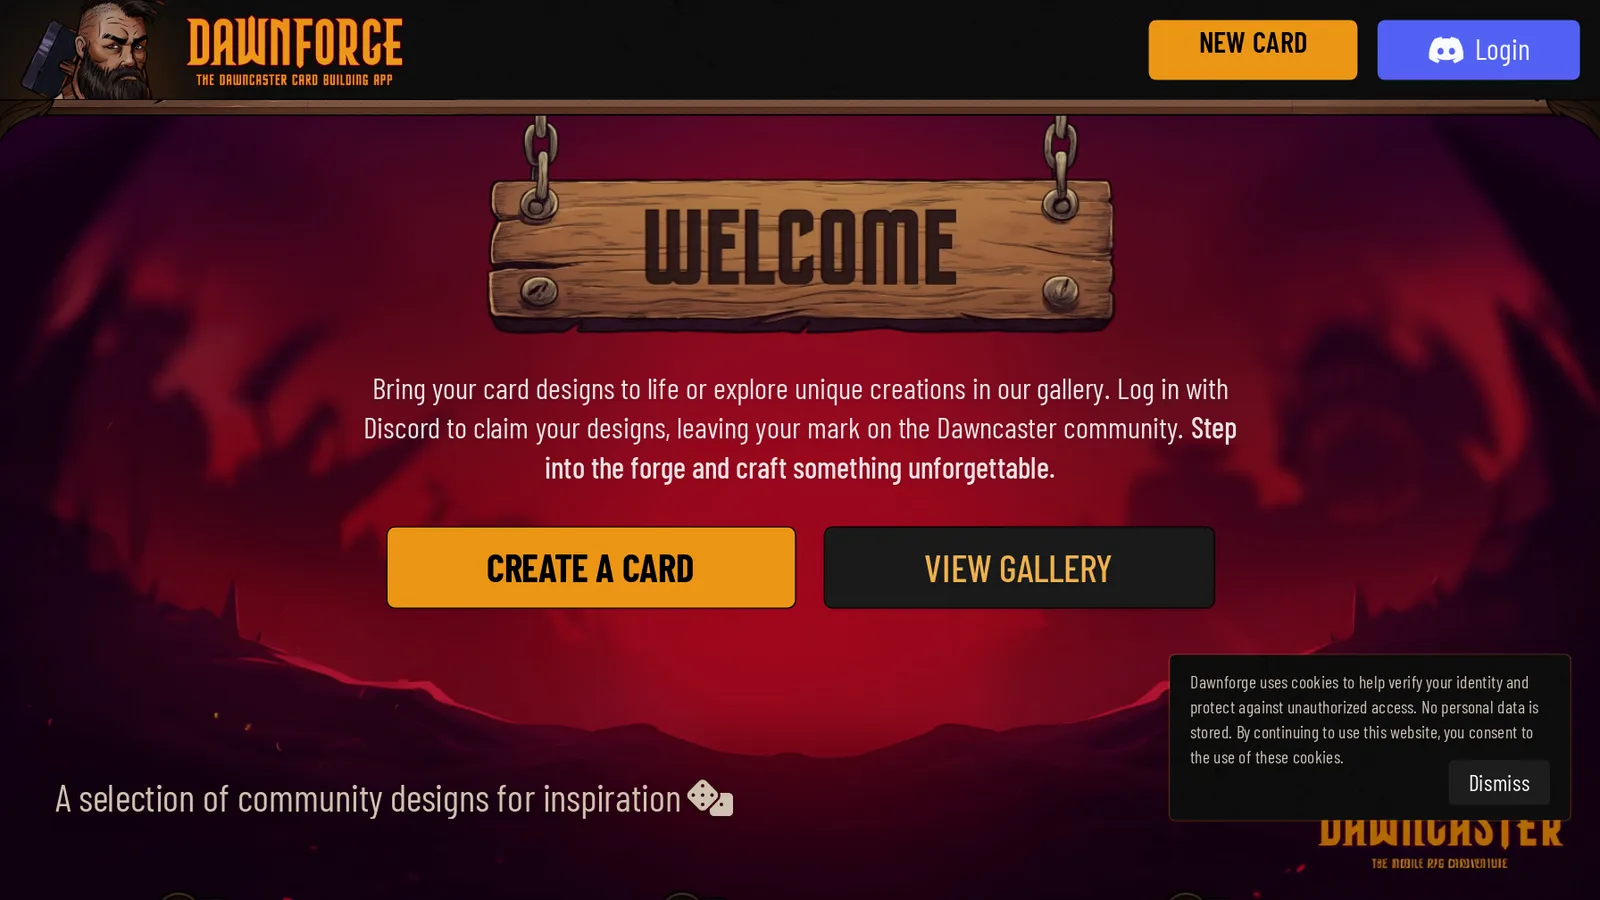 DAWNFORGE
THE DAWNCASTER CARD BUILDING APP
NEW CARD
Login
WELCOME
Bring your card designs to life or explore unique creations in our gallery. Log in with
Discord to claim your designs, leaving your mark on the Dawncaster community. Step
into the forge and craft something unforgettable.
CREATE A CARD
VIEW GALLERY
Dawnforge uses cookies to help verify your identity and
protect against unauthorized access. No personal data is
stored. By continuing to use this website, you consent to
the use of these cookies.
Dismiss
A selection of community designs for inspiration
DAWNCASTER
THE MOBILE RPG CARDVENTURE